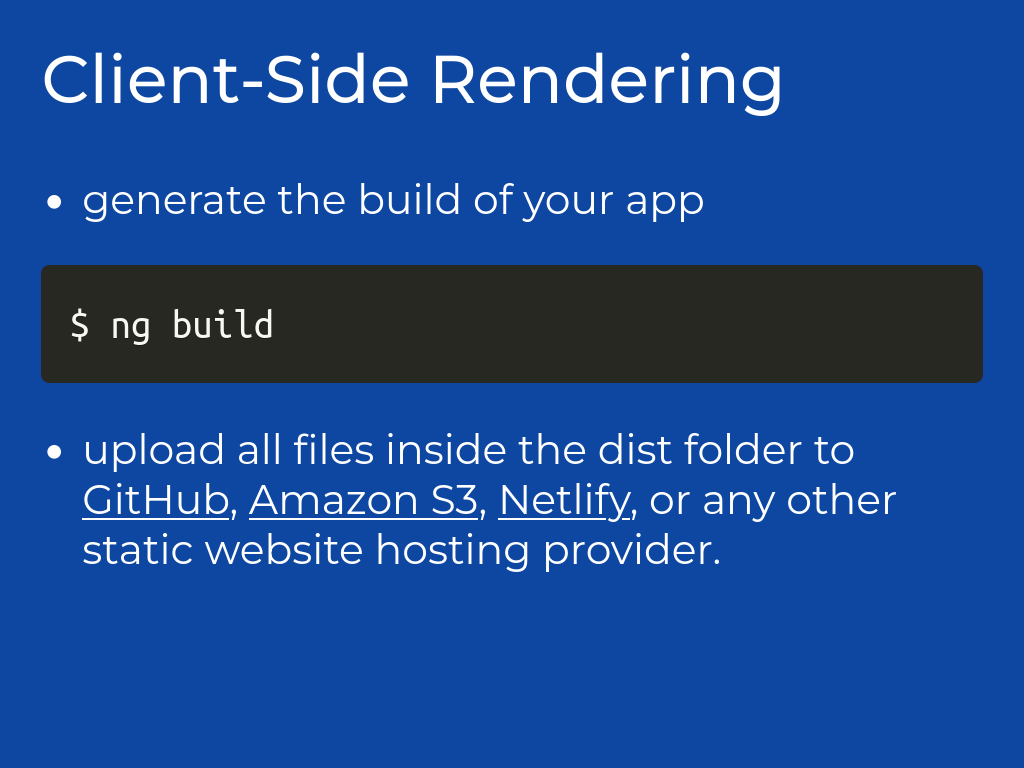 Client-Side Rendering
• generate the build of your app
$ ng build
• upload all files inside the dist folder to
GitHub, Amazon S3, Netlify, or any other
static website hosting provider.